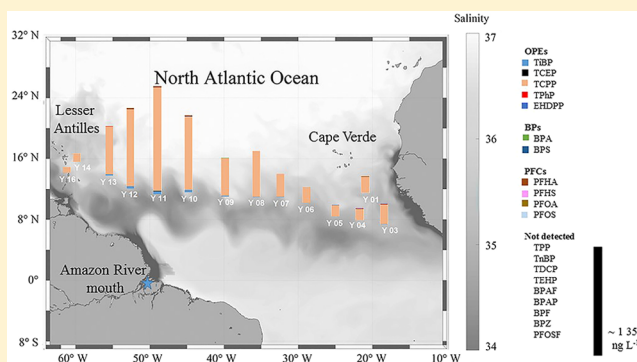 Salinity
32° N
24° N
16° N
8° N
0°
8° S
60° W
50° W
40° W
30° W
20° W
10° W
North Atlantic Ocean
Lesser
Antilles
Cape Verde
Amazon River
mouth
Y 16
Y 14
Y 13
Y 12
Y 11
Y 10
Y 09
Y 08
Y 07
Y 06
Y 05
Y 04
Y 01
Y 03
37
36
35
34
OPEs
TiBP
TCEP
TCPP
TPhP
EHDPP
BPs
BPA
BPS
PFCs
PFHA
PFHS
PFOA
PFOS
Not detected
TPP
TnBP
TDCP
TEHP
BPAF
BPAP
BPF
BPZ
PFOSF
~ 1 35
ng L⁻